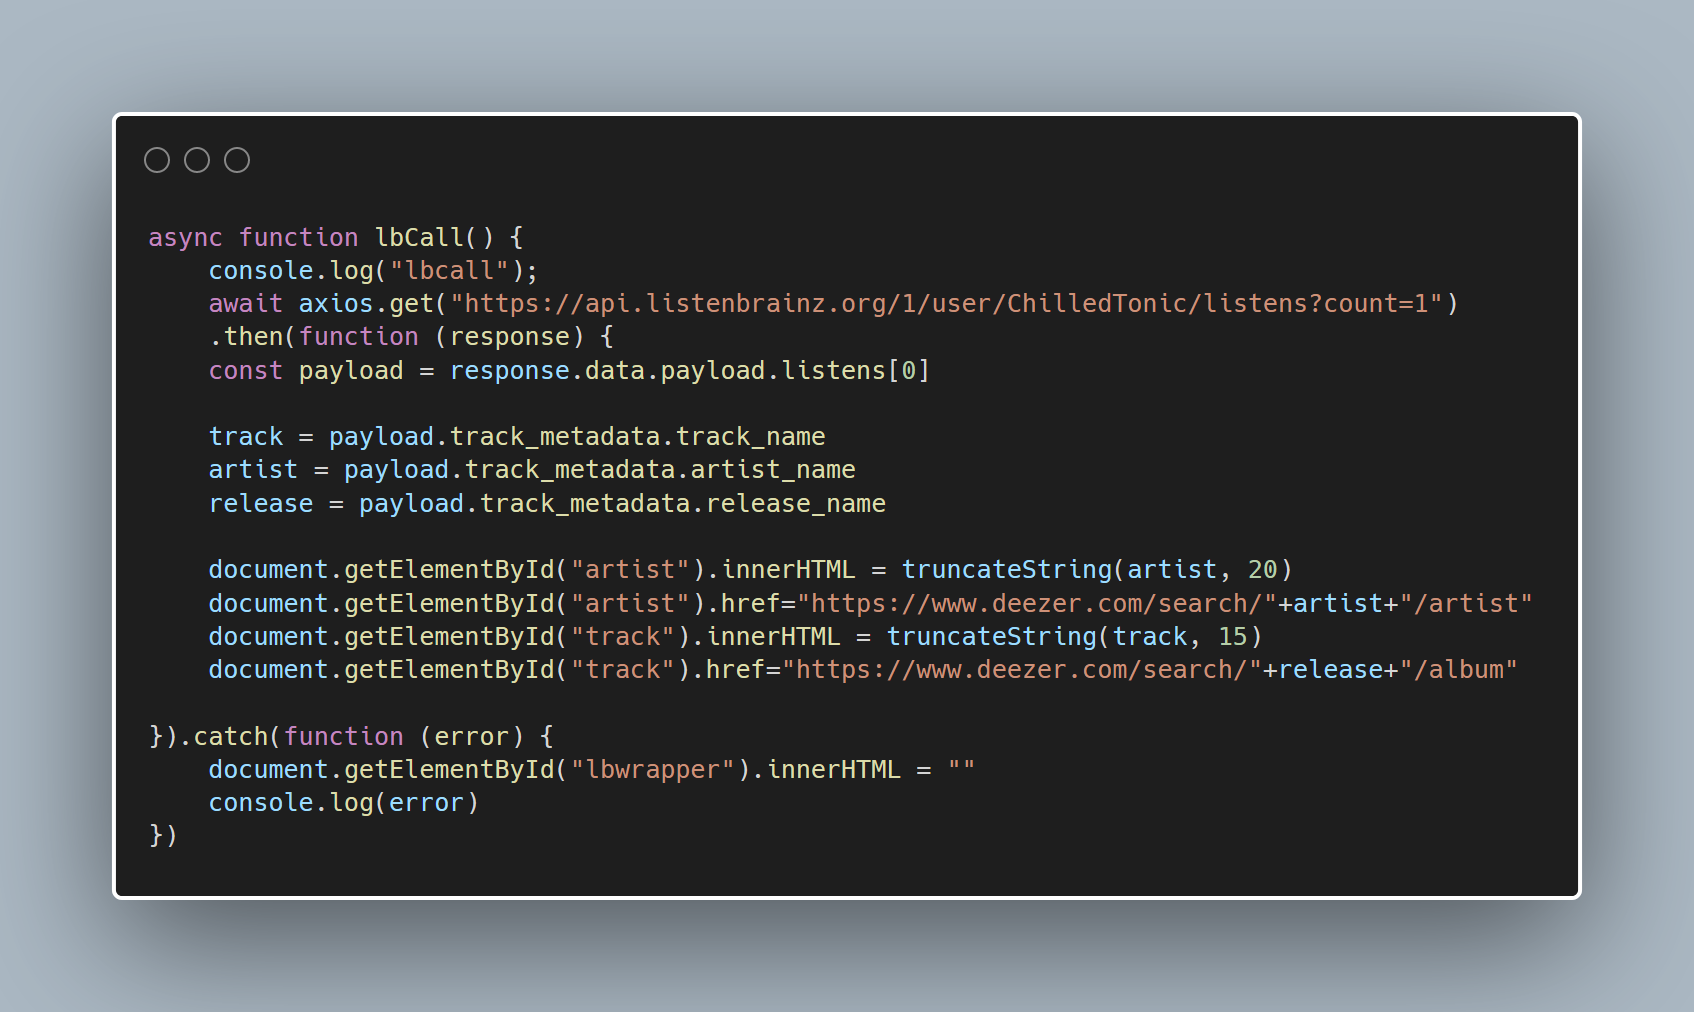 async function lbCall() {
    console.log("lbcall");
    await axios.get("https://api.listenbrainz.org/1/user/ChilledTonic/listens?count=1")
    .then(function (response) {
    const payload = response.data.payload.listens[0]

    track = payload.track_metadata.track_name
    artist = payload.track_metadata.artist_name
    release = payload.track_metadata.release_name

    document.getElementById("artist").innerHTML = truncateString(artist, 20)
    document.getElementById("artist").href="https://www.deezer.com/search/"+artist+"/artist"
    document.getElementById("track").innerHTML = truncateString(track, 15)
    document.getElementById("track").href="https://www.deezer.com/search/"+release+"/album"

}).catch(function (error) {
    document.getElementById("lbwrapper").innerHTML = ""
    console.log(error)
})